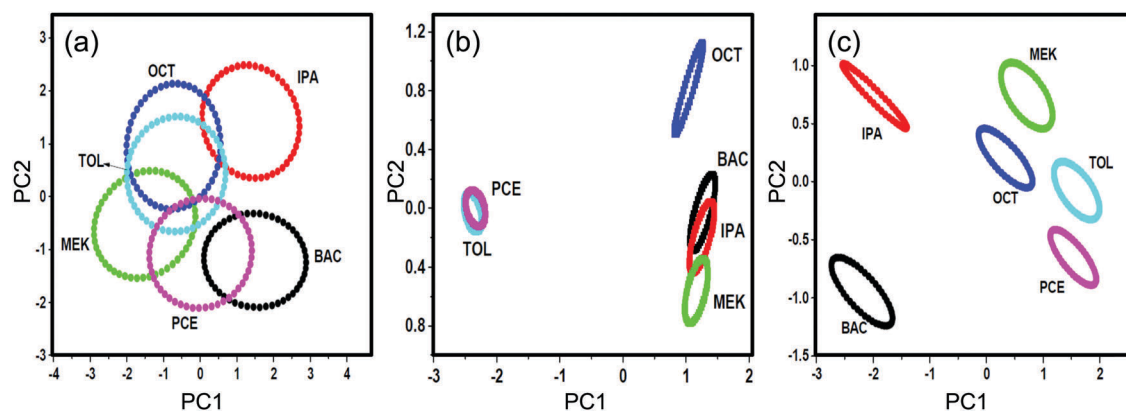 (a)
OCT
IPA
TOL
MEK
BAC
PCE
PC2
3
2
1
0
-1
-2
-3
-4 -3 -2 -1 0 1 2 3 4
PC1
(b)
OCT
BAC
PCE
IPA
TOL
MEK
PC2
1.2
0.8
0.4
0.0
0.4
0.8
-3 -2 -1 0 1 2
PC1
(c)
MEK
IPA
TOL
OCT
PCE
BAC
PC2
1.0
0.5
0.0
-0.5
-1.0
-1.5
-3 -2 -1 0 1 2
PC1